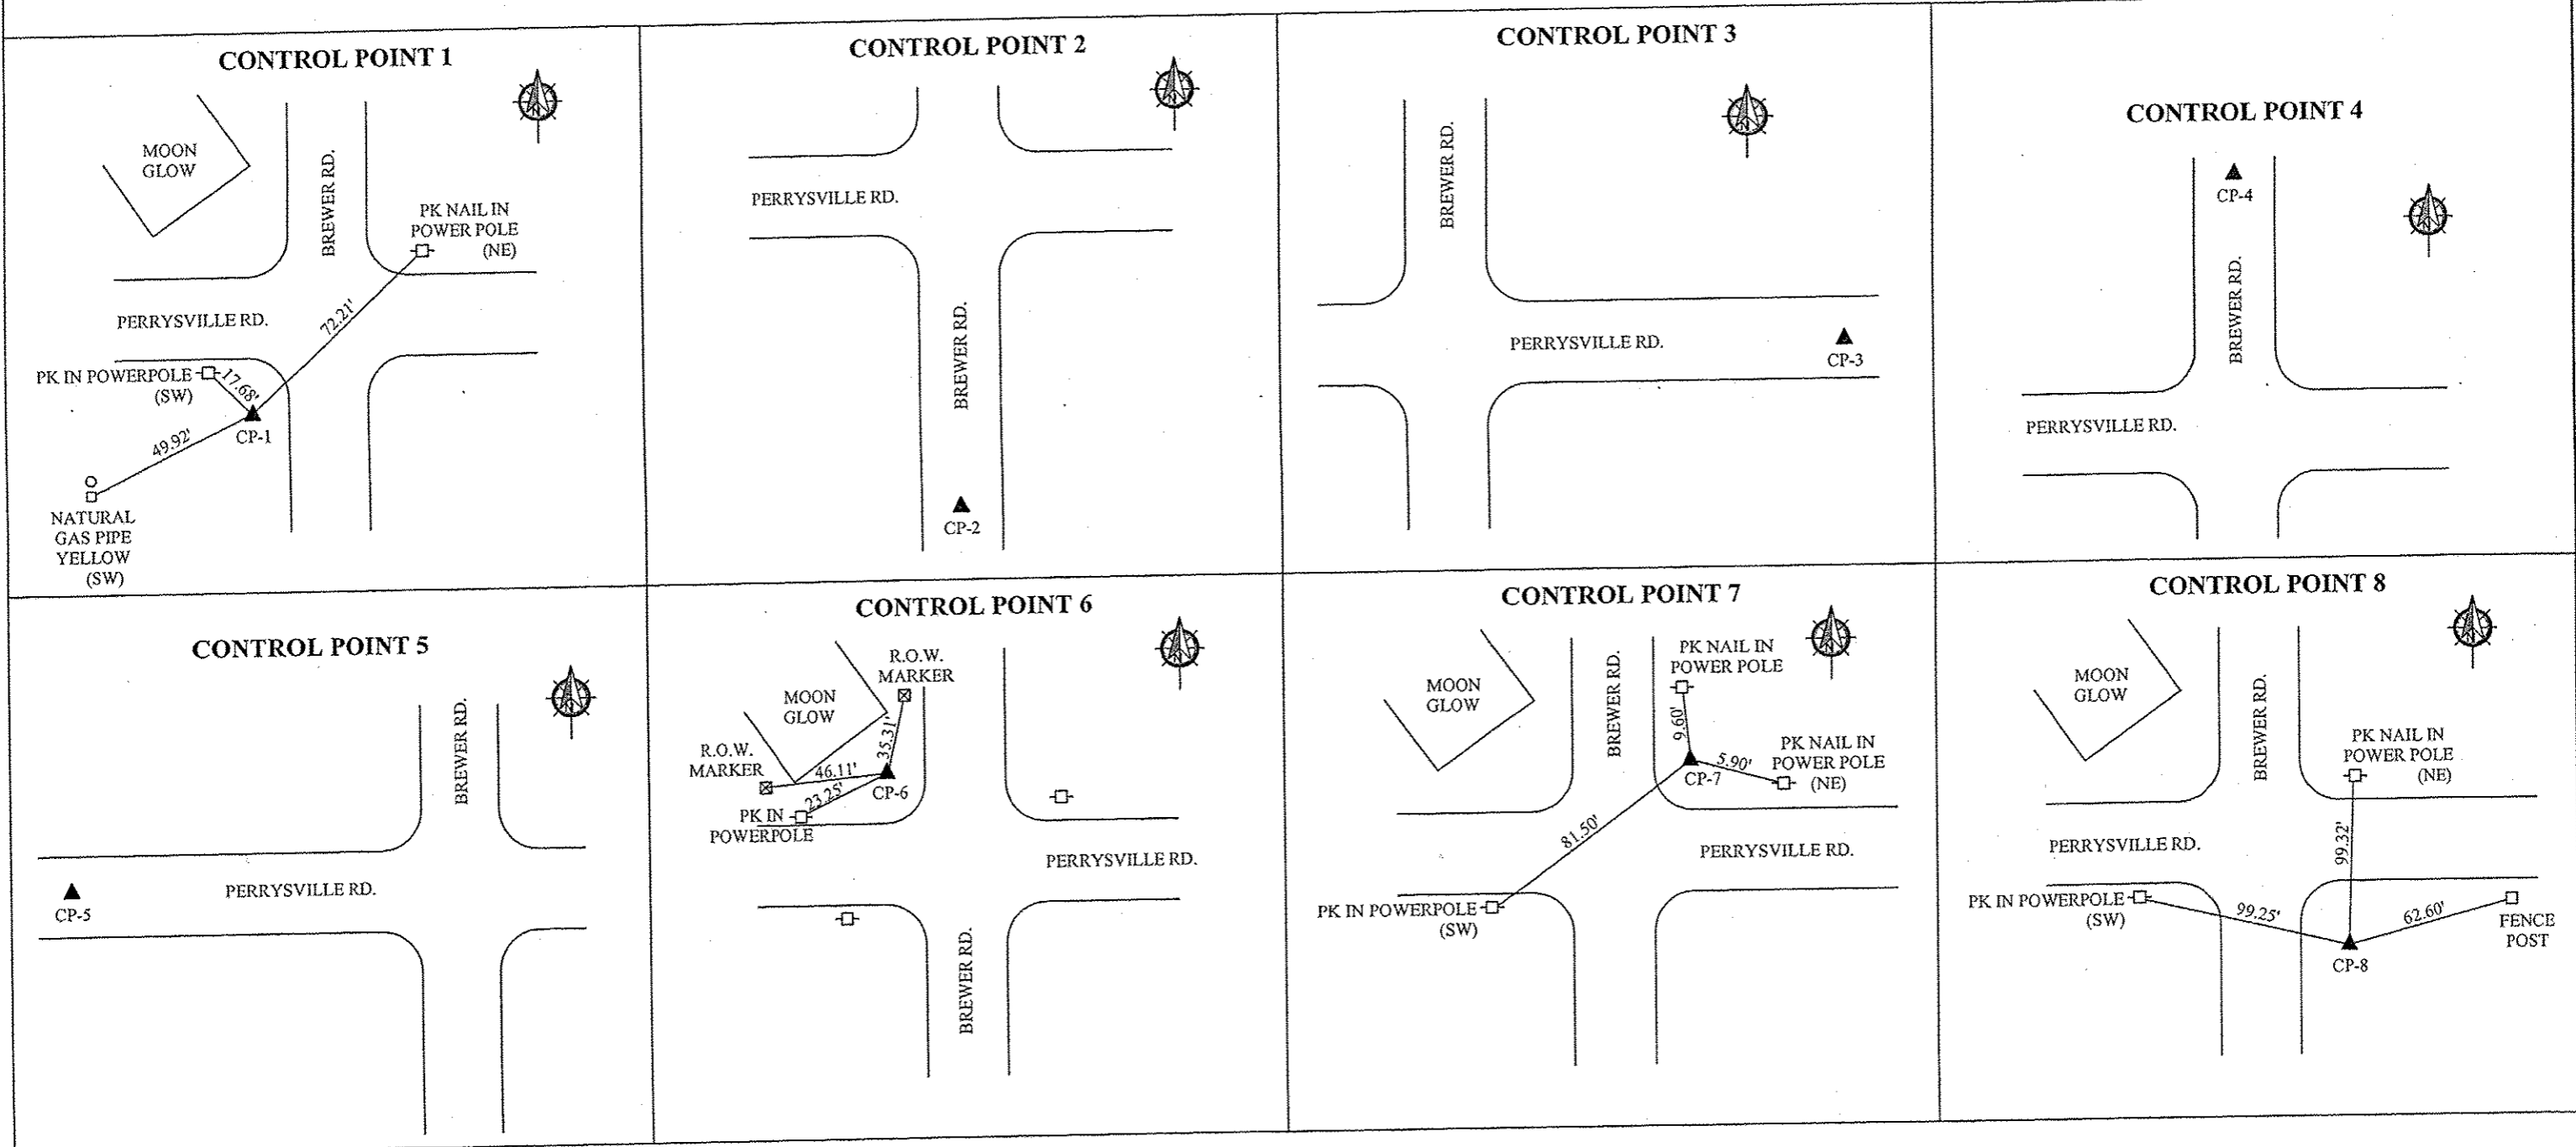 CONTROL POINT 1
MOON
GLOW
BREWER RD.
N
PK NAIL IN
POWER POLE
(NE)
PERRYSVILLE RD.
72.21'
PK IN POWERPOLE
(SW)
17.68'
CP-1
49.92'
NATURAL
GAS PIPE
YELLOW
(SW)
CONTROL POINT 2
N
PERRYSVILLE RD.
BREWER RD.
CP-2
CONTROL POINT 3
BREWER RD.
N
PERRYSVILLE RD.
CP-3
CONTROL POINT 4
CP-4
N
BREWER RD.
PERRYSVILLE RD.
CONTROL POINT 5
BREWER RD.
N
PERRYSVILLE RD.
CP-5
CONTROL POINT 6
R.O.W.
MARKER
N
MOON
GLOW
35.31'
R.O.W.
MARKER
46.11'
23.25'
CP-6
PK IN
POWERPOLE
PERRYSVILLE RD.
BREWER RD.
CONTROL POINT 7
PK NAIL IN
POWER POLE
N
MOON
GLOW
BREWER RD.
9.60'
5.90'
PK NAIL IN
POWER POLE
(NE)
CP-7
81.50'
PERRYSVILLE RD.
PK IN POWERPOLE
(SW)
CONTROL POINT 8
N
MOON
GLOW
BREWER RD.
PK NAIL IN
POWER POLE
(NE)
PERRYSVILLE RD.
99.32'
PK IN POWERPOLE
(SW)
99.25'
62.60'
FENCE
POST
CP-8